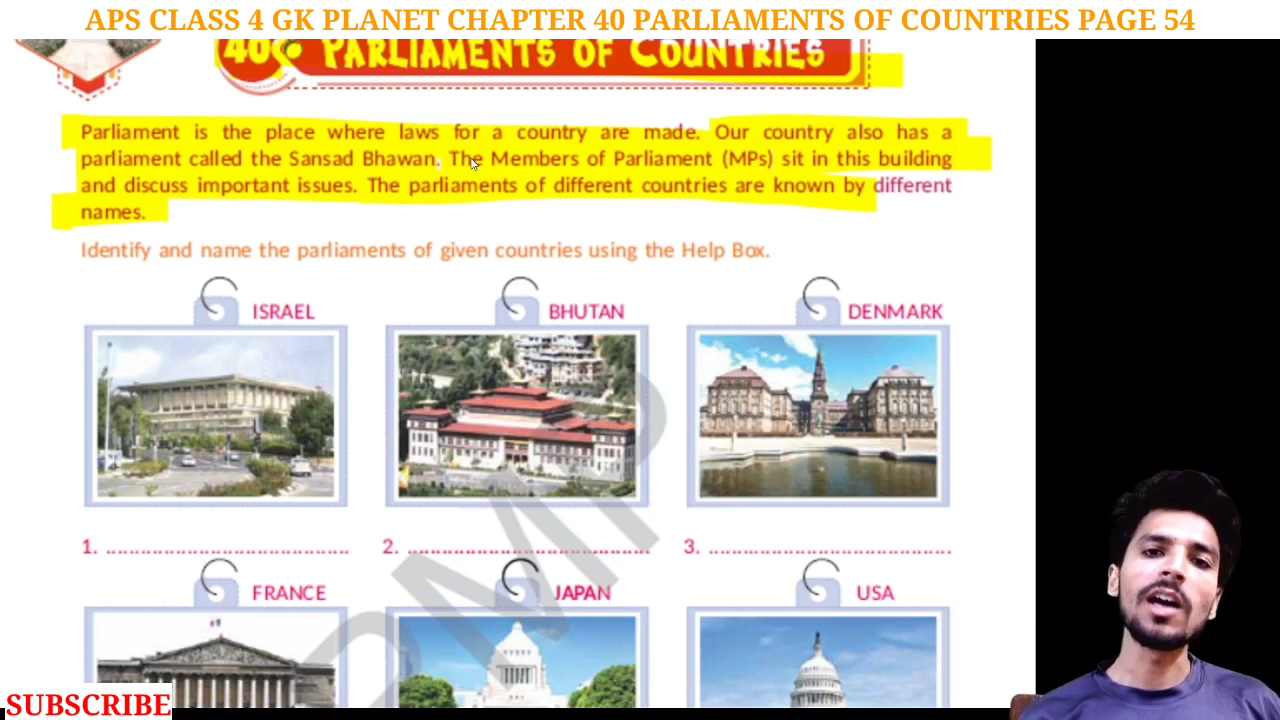 APS CLASS 4 GK PLANET CHAPTER 40 PARLIAMENTS OF COUNTRIES PAGE 54
40 PARLIAMENTS OF COUNTRIES
Parliament is the place where laws for a country are made. Our country also has a
parliament called the Sansad Bhawan. The Members of Parliament (MPs) sit in this building
and discuss important issues. The parliaments of different countries are known by different
names.
Identify and name the parliaments of given countries using the Help Box.
ISRAEL BHUTAN DENMARK
1. ........................................... 2. ........................................... 3. ...........................................
FRANCE JAPAN USA
SUBSCRIBE